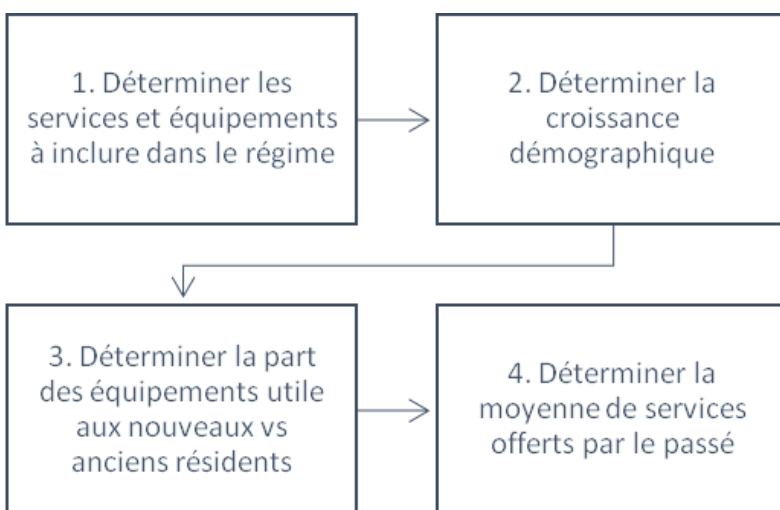 1. Déterminer les
services et équipements
à inclure dans le régime
2. Déterminer la
croissance
démographique
3. Déterminer la part
des équipements utile
aux nouveaux vs
anciens résidents
4. Déterminer la
moyenne de services
offerts par le passé